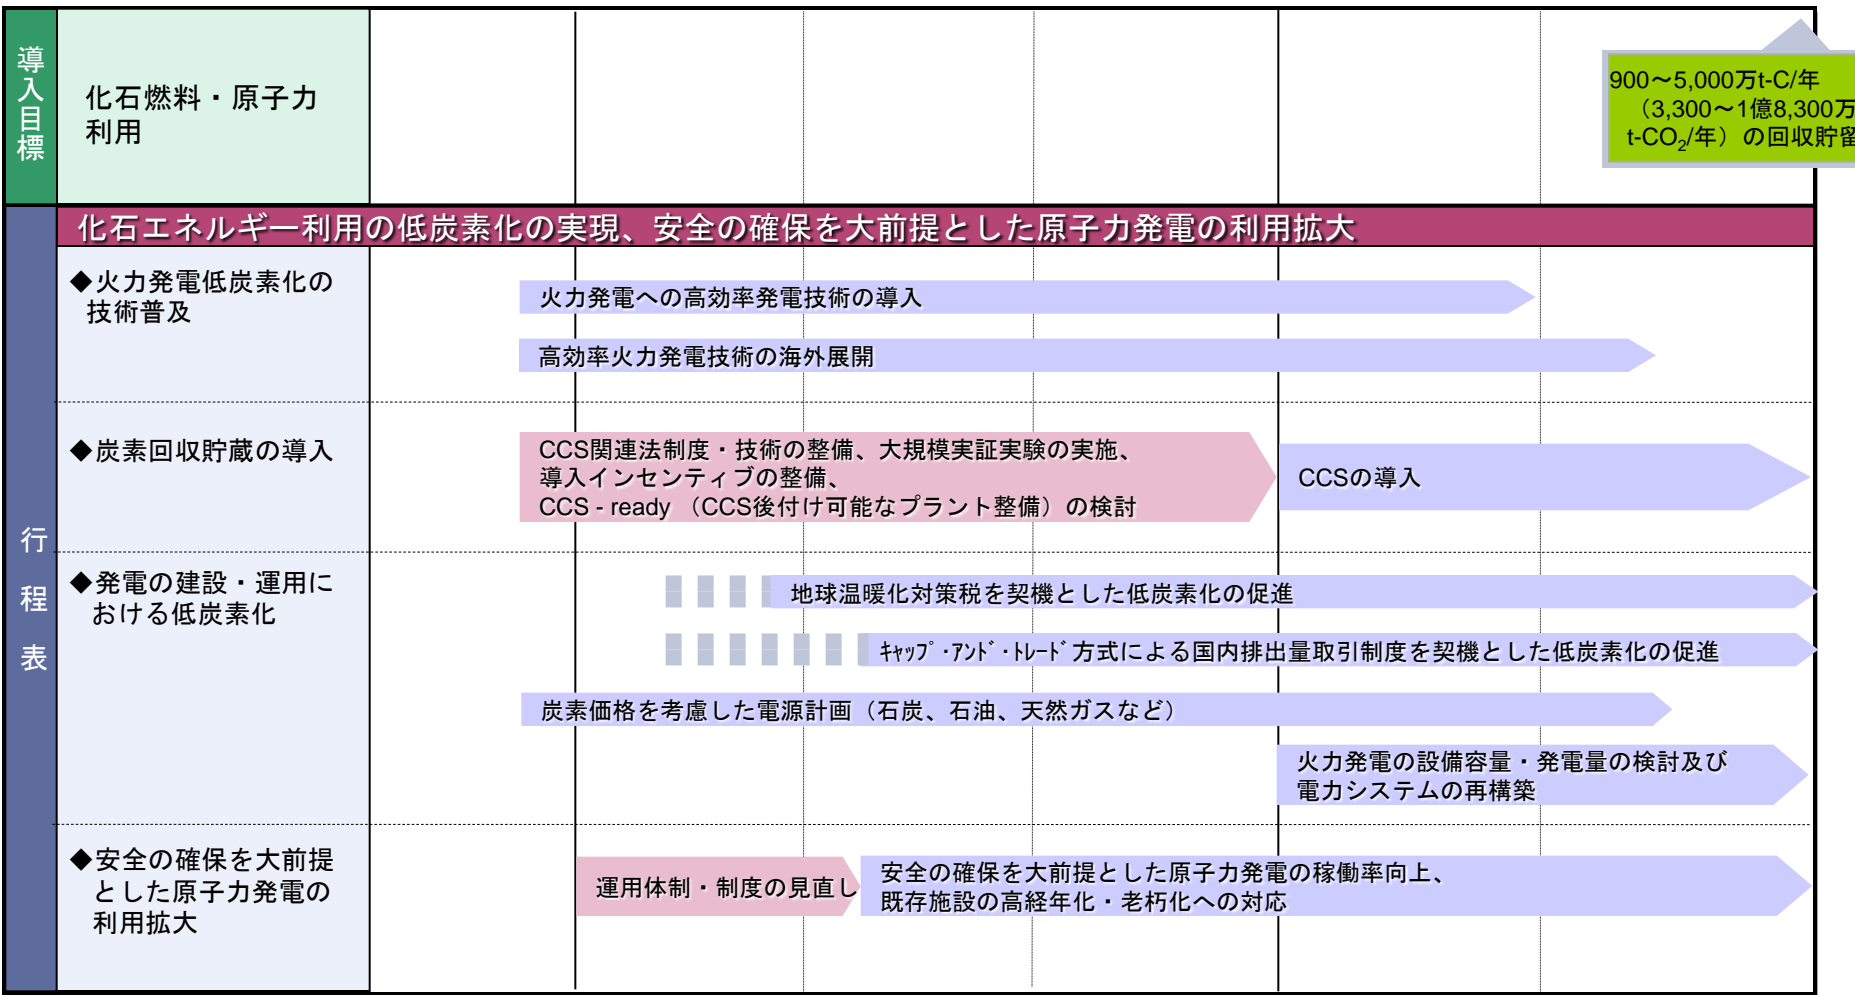 導入目標
化石燃料・原子力
利用
900～5,000万t-C/年
（3,300～1億8,300万
t-CO₂/年）の回収貯留
行程表
化石エネルギー利用の低炭素化の実現、安全の確保を大前提とした原子力発電の利用拡大
◆火力発電低炭素化の
技術普及
火力発電への高効率発電技術の導入
高効率火力発電技術の海外展開
◆炭素回収貯蔵の導入
CCS関連法制度・技術の整備、大規模実証実験の実施、
導入インセンティブの整備、
CCS - ready （CCS後付け可能なプラント整備）の検討
CCSの導入
◆発電の建設・運用に
おける低炭素化
地球温暖化対策税を契機とした低炭素化の促進
ｷｬｯﾌﾟ・ｱﾝﾄﾞ・ﾄﾚｰﾄﾞ方式による国内排出量取引制度を契機とした低炭素化の促進
炭素価格を考慮した電源計画（石炭、石油、天然ガスなど）
火力発電の設備容量・発電量の検討及び
電力システムの再構築
◆安全の確保を大前提
とした原子力発電の
利用拡大
運用体制・制度の見直し
安全の確保を大前提とした原子力発電の稼働率向上、
既存施設の高経年化・老朽化への対応